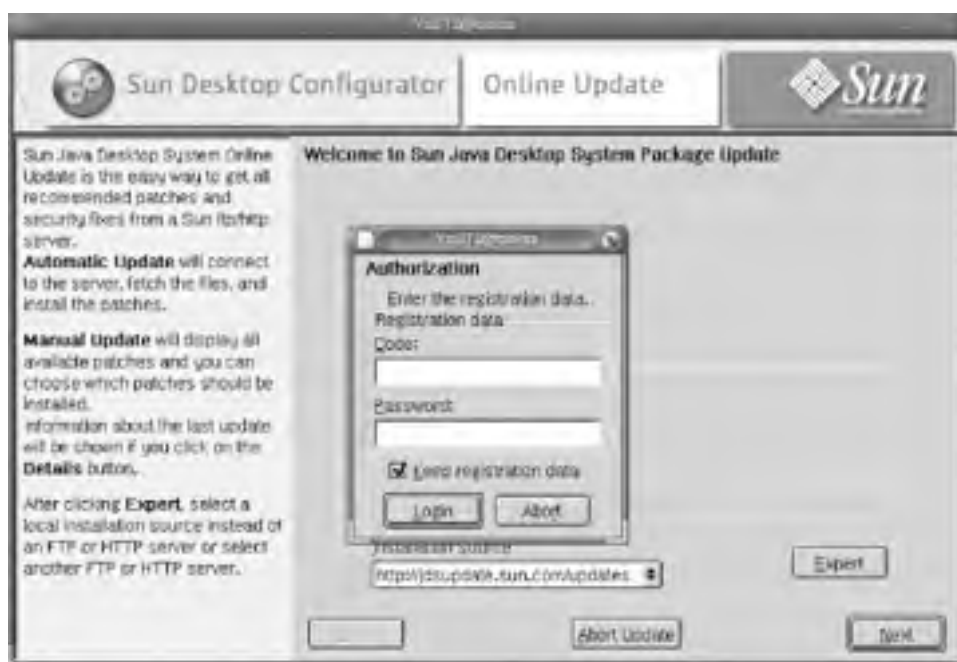 Sun Desktop Configurator
Online Update
Sun
Sun Java Desktop System Online
Update is the easy way to get all
recommended patches and
security fixes from a Sun ftp/http
server.
Automatic Update will connect
to the server, fetch the files, and
install the patches.
Manual Update will display all
available patches and you can
choose which patches should be
installed.
nformation about the last update
will be shown if you click on the
Details button.
After clicking Expert, select a
local installation source instead of
an FTP or HTTP server or select
another FTP or HTTP server.
Welcome to Sun Java Desktop System Package Update
Authorization
Enter the registration data.
Registration data
Code:
Password:
Keep registration data
Login
Abort
Installation Source
http://jdsupdate.sun.com/updates
Expert
Abort Update
Next